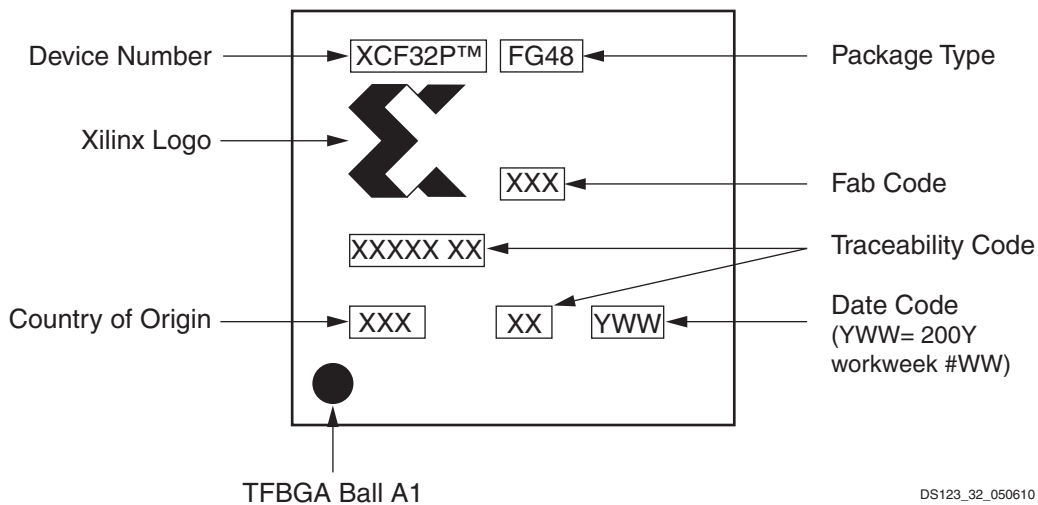 Device Number
XCF32P™
FG48
Package Type
Xilinx Logo
XXX
Fab Code
XXXXX XX
Traceability Code
Country of Origin
XXX
XX
YWW
Date Code
(YWW= 200Y
workweek #WW)
TFBGA Ball A1
DS123_32_050610